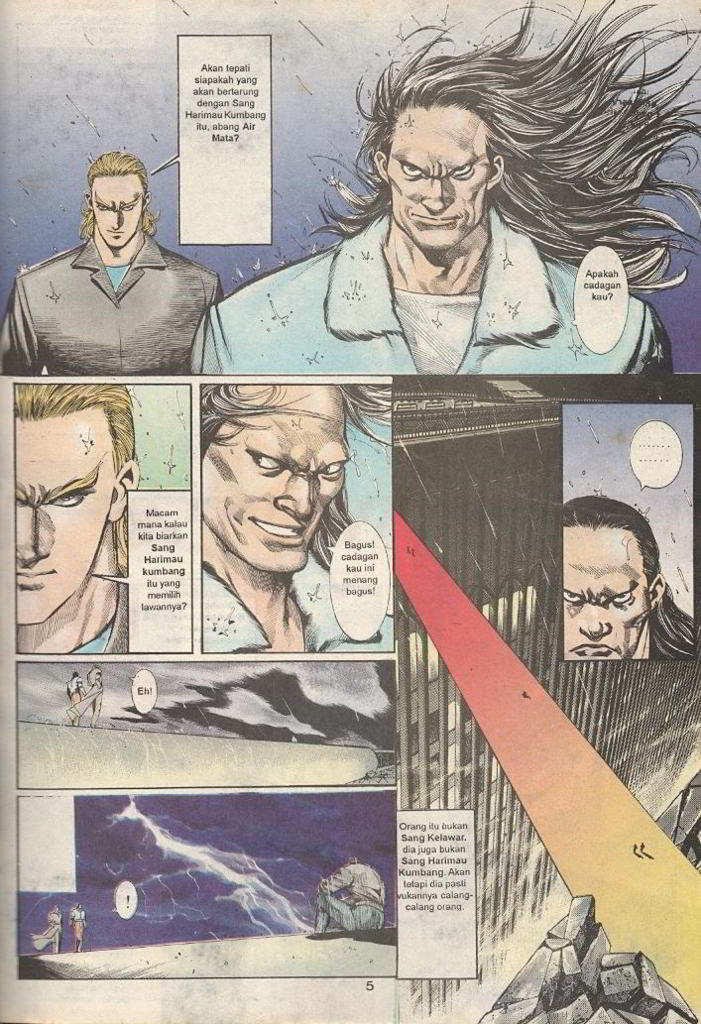 Akan tepati
siapakah yang
akan bertarung
dengan Sang
Harimau Kumbang
itu, abang Air
Mata?
Apakah
cadagan
kau?
Macam
mana kalau
kita biarkan
Sang
Harimau
kumbang
itu yang
memilih
lawannya?
Bagus!
cadagan
kau ini
menang
bagus!
........
........
Eh!
!
Orang itu bukan
Sang Kelawar.
dia juga bukan
Sang Harimau
Kumbang. Akan
tetapi dia pasti
vukannya calang-
calang orang.
5